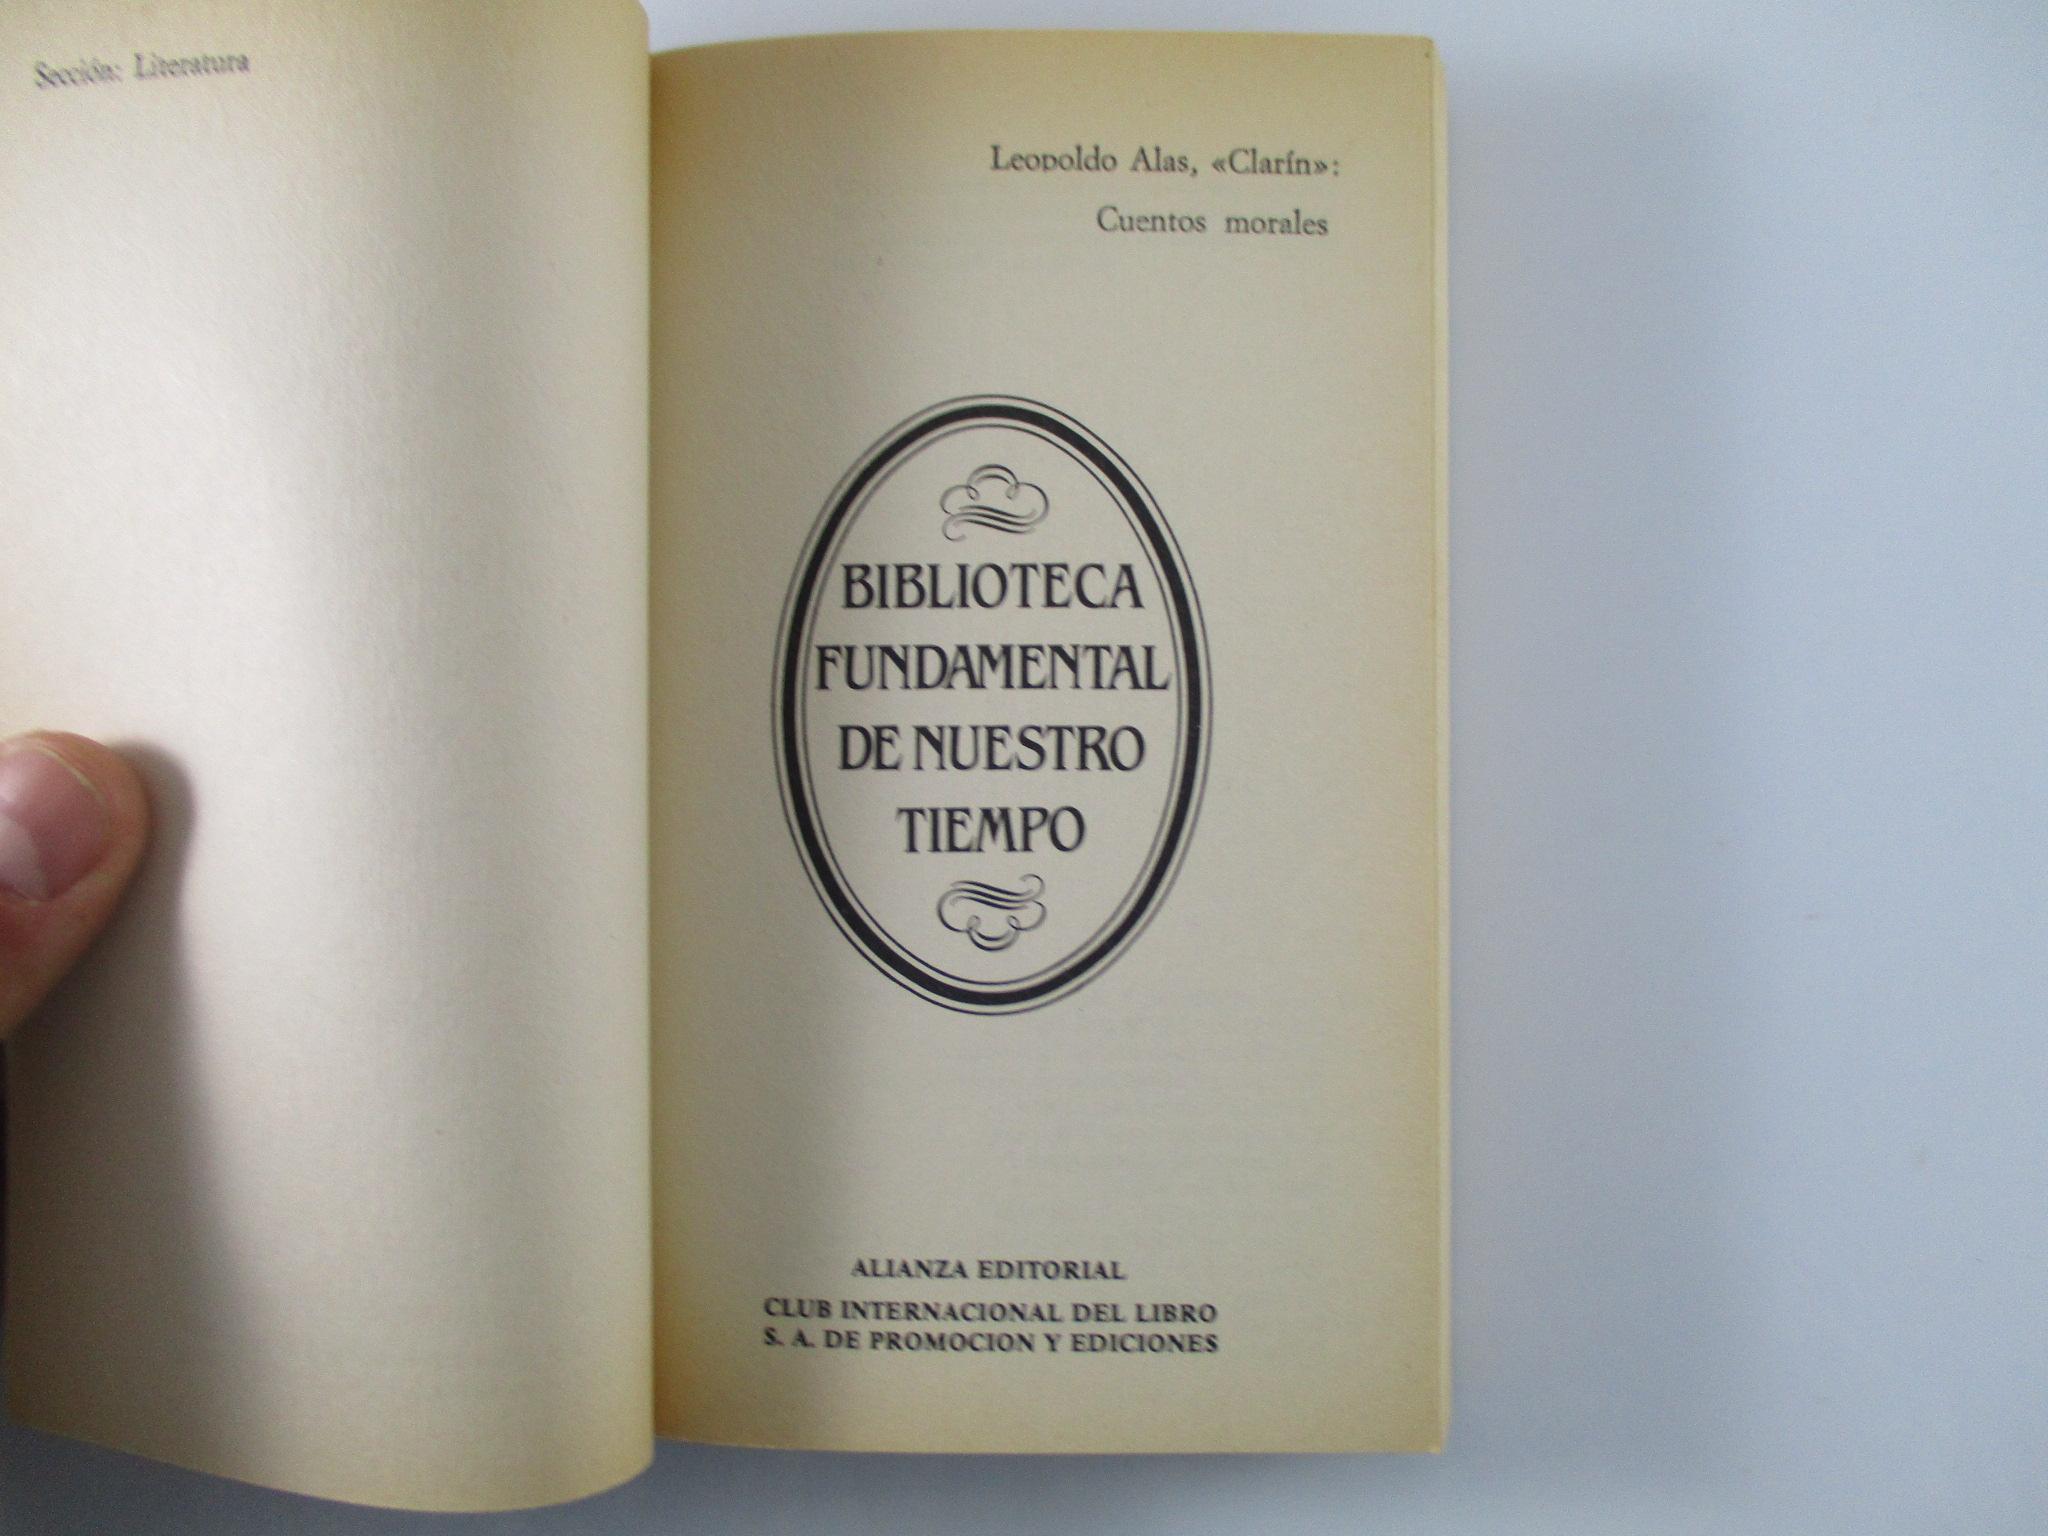 Sección: Literatura
Leopoldo Alas, «Clarín»:
Cuentos morales
BIBLIOTECA
FUNDAMENTAL
DE NUESTRO
TIEMPO
ALIANZA EDITORIAL
CLUB INTERNACIONAL DEL LIBRO
S. A. DE PROMOCION Y EDICIONES